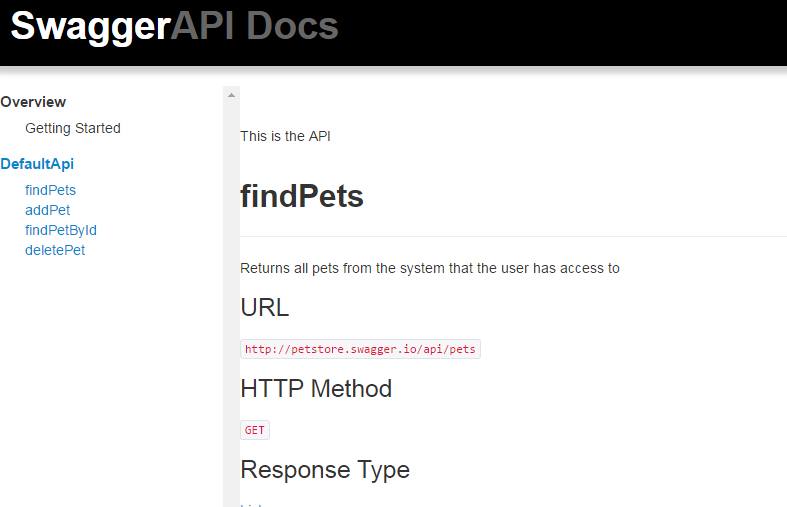 SwaggerAPI Docs
Overview
Getting Started
DefaultApi
findPets
addPet
findPetById
deletePet
This is the API
findPets
Returns all pets from the system that the user has access to
URL
http://petstore.swagger.io/api/pets
HTTP Method
GET
Response Type